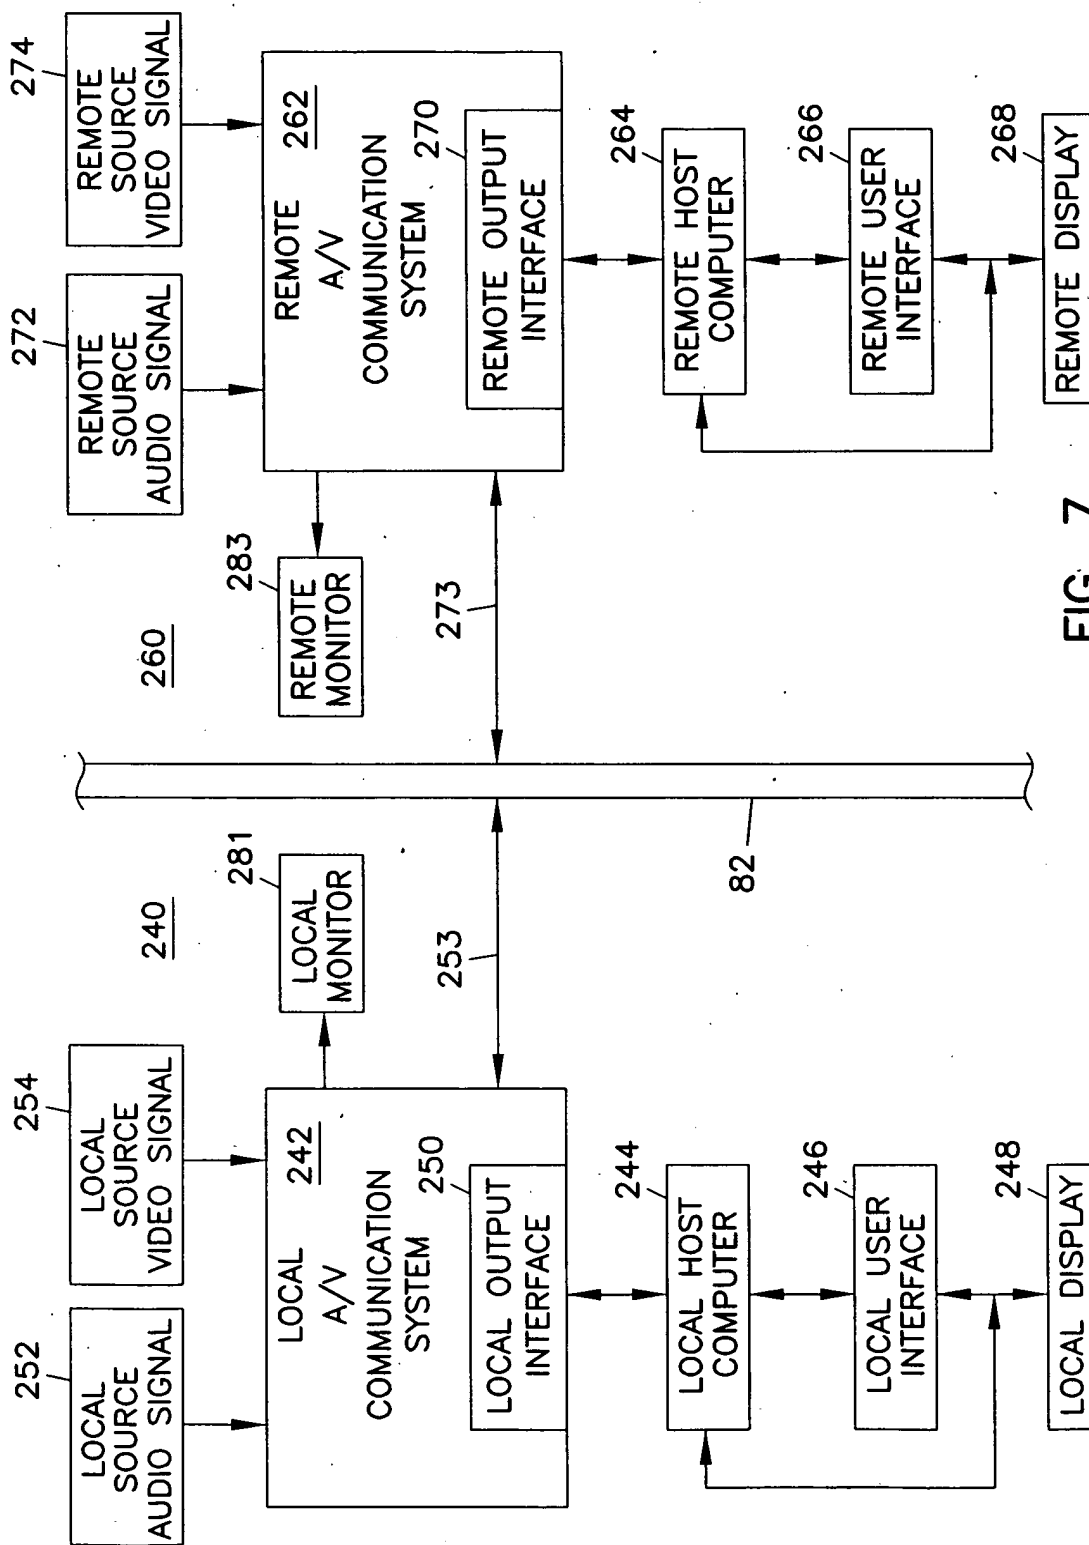 252
LOCAL
SOURCE
AUDIO SIGNAL
254
LOCAL
SOURCE
VIDEO SIGNAL
240
260
272
REMOTE
SOURCE
AUDIO SIGNAL
274
REMOTE
SOURCE
VIDEO SIGNAL
LOCAL 242
A/V
COMMUNICATION
SYSTEM
250
LOCAL OUTPUT
INTERFACE
281
LOCAL
MONITOR
253
283
REMOTE
MONITOR
273
REMOTE 262
A/V
COMMUNICATION
SYSTEM
270
REMOTE OUTPUT
INTERFACE
244
LOCAL HOST
COMPUTER
82
264
REMOTE HOST
COMPUTER
246
LOCAL USER
INTERFACE
266
REMOTE USER
INTERFACE
248
LOCAL DISPLAY
268
REMOTE DISPLAY
FIG. 7